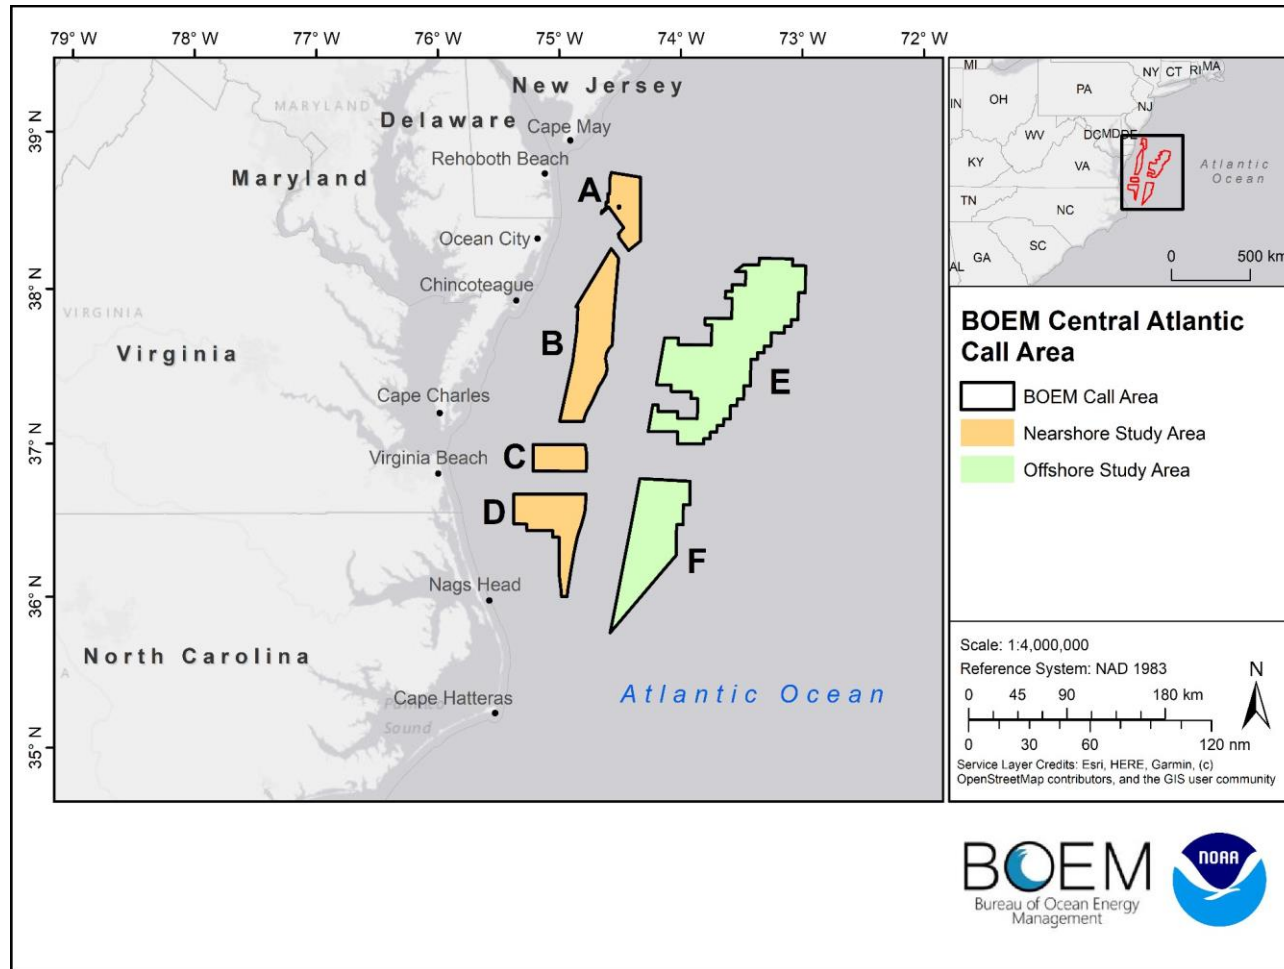 79° W
78° W
77° W
76° W
75° W
74° W
73° W
72° W
39° N
38° N
37° N
36° N
35° N
New Jersey
MARYLAND
Delaware
Cape May
Rehoboth Beach
Maryland
A
Ocean City
Chincoteague
VIRGINIA
Virginia
B
E
Cape Charles
Virginia Beach
C
D
F
Nags Head
North Carolina
Cape Hatteras
Sound
Atlantic Ocean
MI
NY
CT
RI
MA
PA
IN
OH
NJ
WV
DC
MD
DE
KY
VA
Atlantic
Ocean
TN
NC
SC
AL
GA
0 500 km
BOEM Central Atlantic
Call Area
BOEM Call Area
Nearshore Study Area
Offshore Study Area
Scale: 1:4,000,000
Reference System: NAD 1983
N
0 45 90 180 km
0 30 60 120 nm
Service Layer Credits: Esri, HERE, Garmin, (c)
OpenStreetMap contributors, and the GIS user community
BOEM
Bureau of Ocean Energy
Management
NOAA